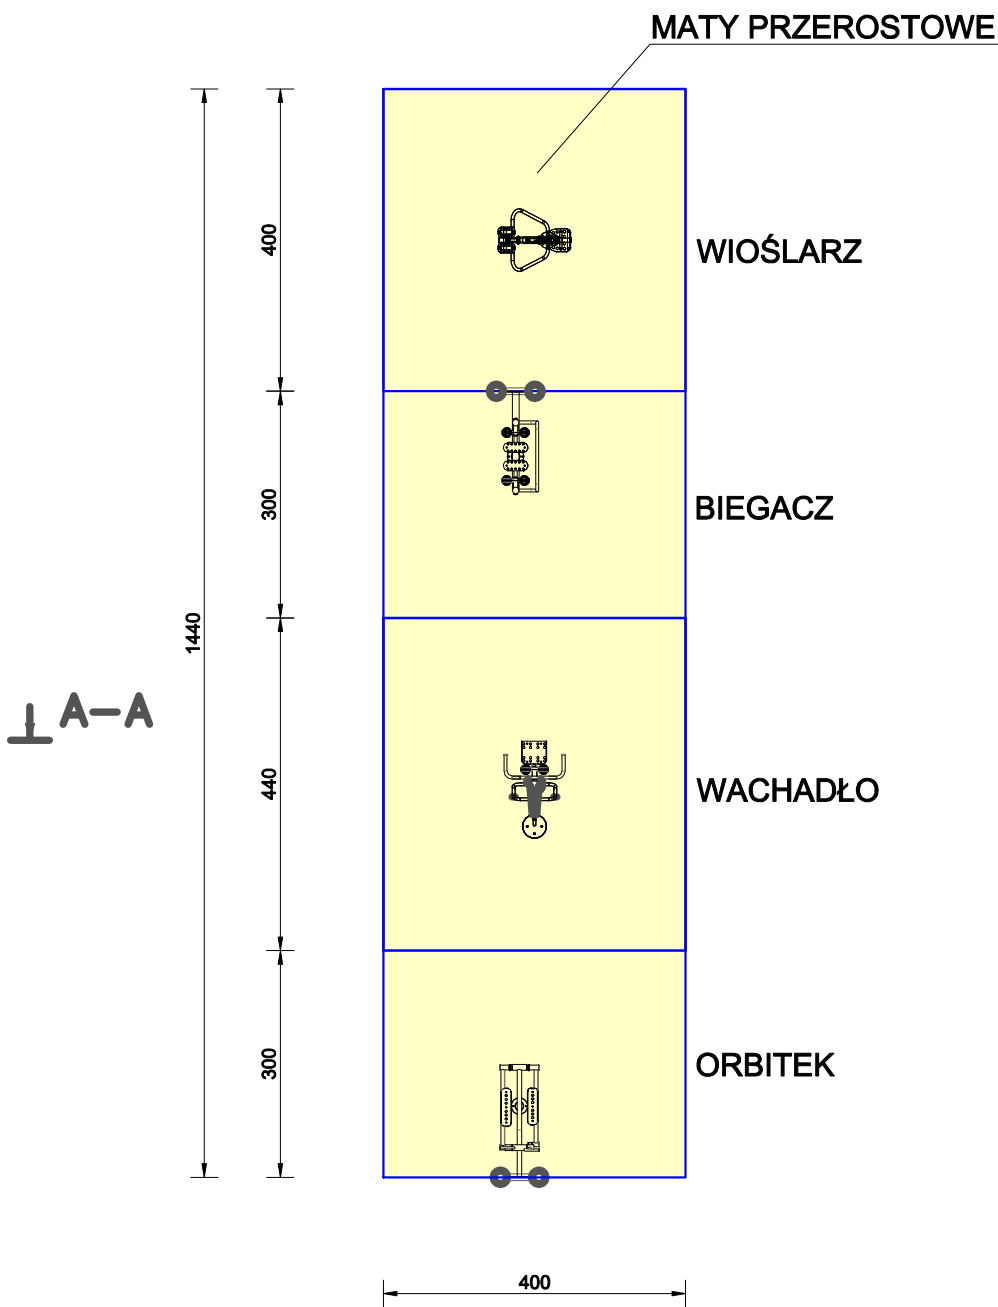 MATY PRZEROSTOWE
400
WIOŚLARZ
300
BIEGACZ
1440
A-A
440
WACHADŁO
300
ORBITEK
400